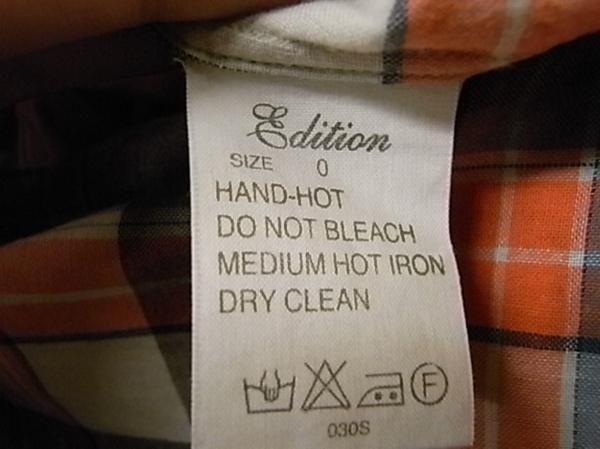 Edition
SIZE 0
HAND-HOT
DO NOT BLEACH
MEDIUM HOT IRON
DRY CLEAN
F
030S